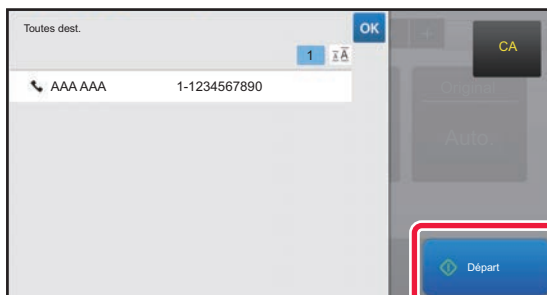 Toutes dest.
OK
CA
1
AAA AAA 1-1234567890
Original
Auto.
Départ